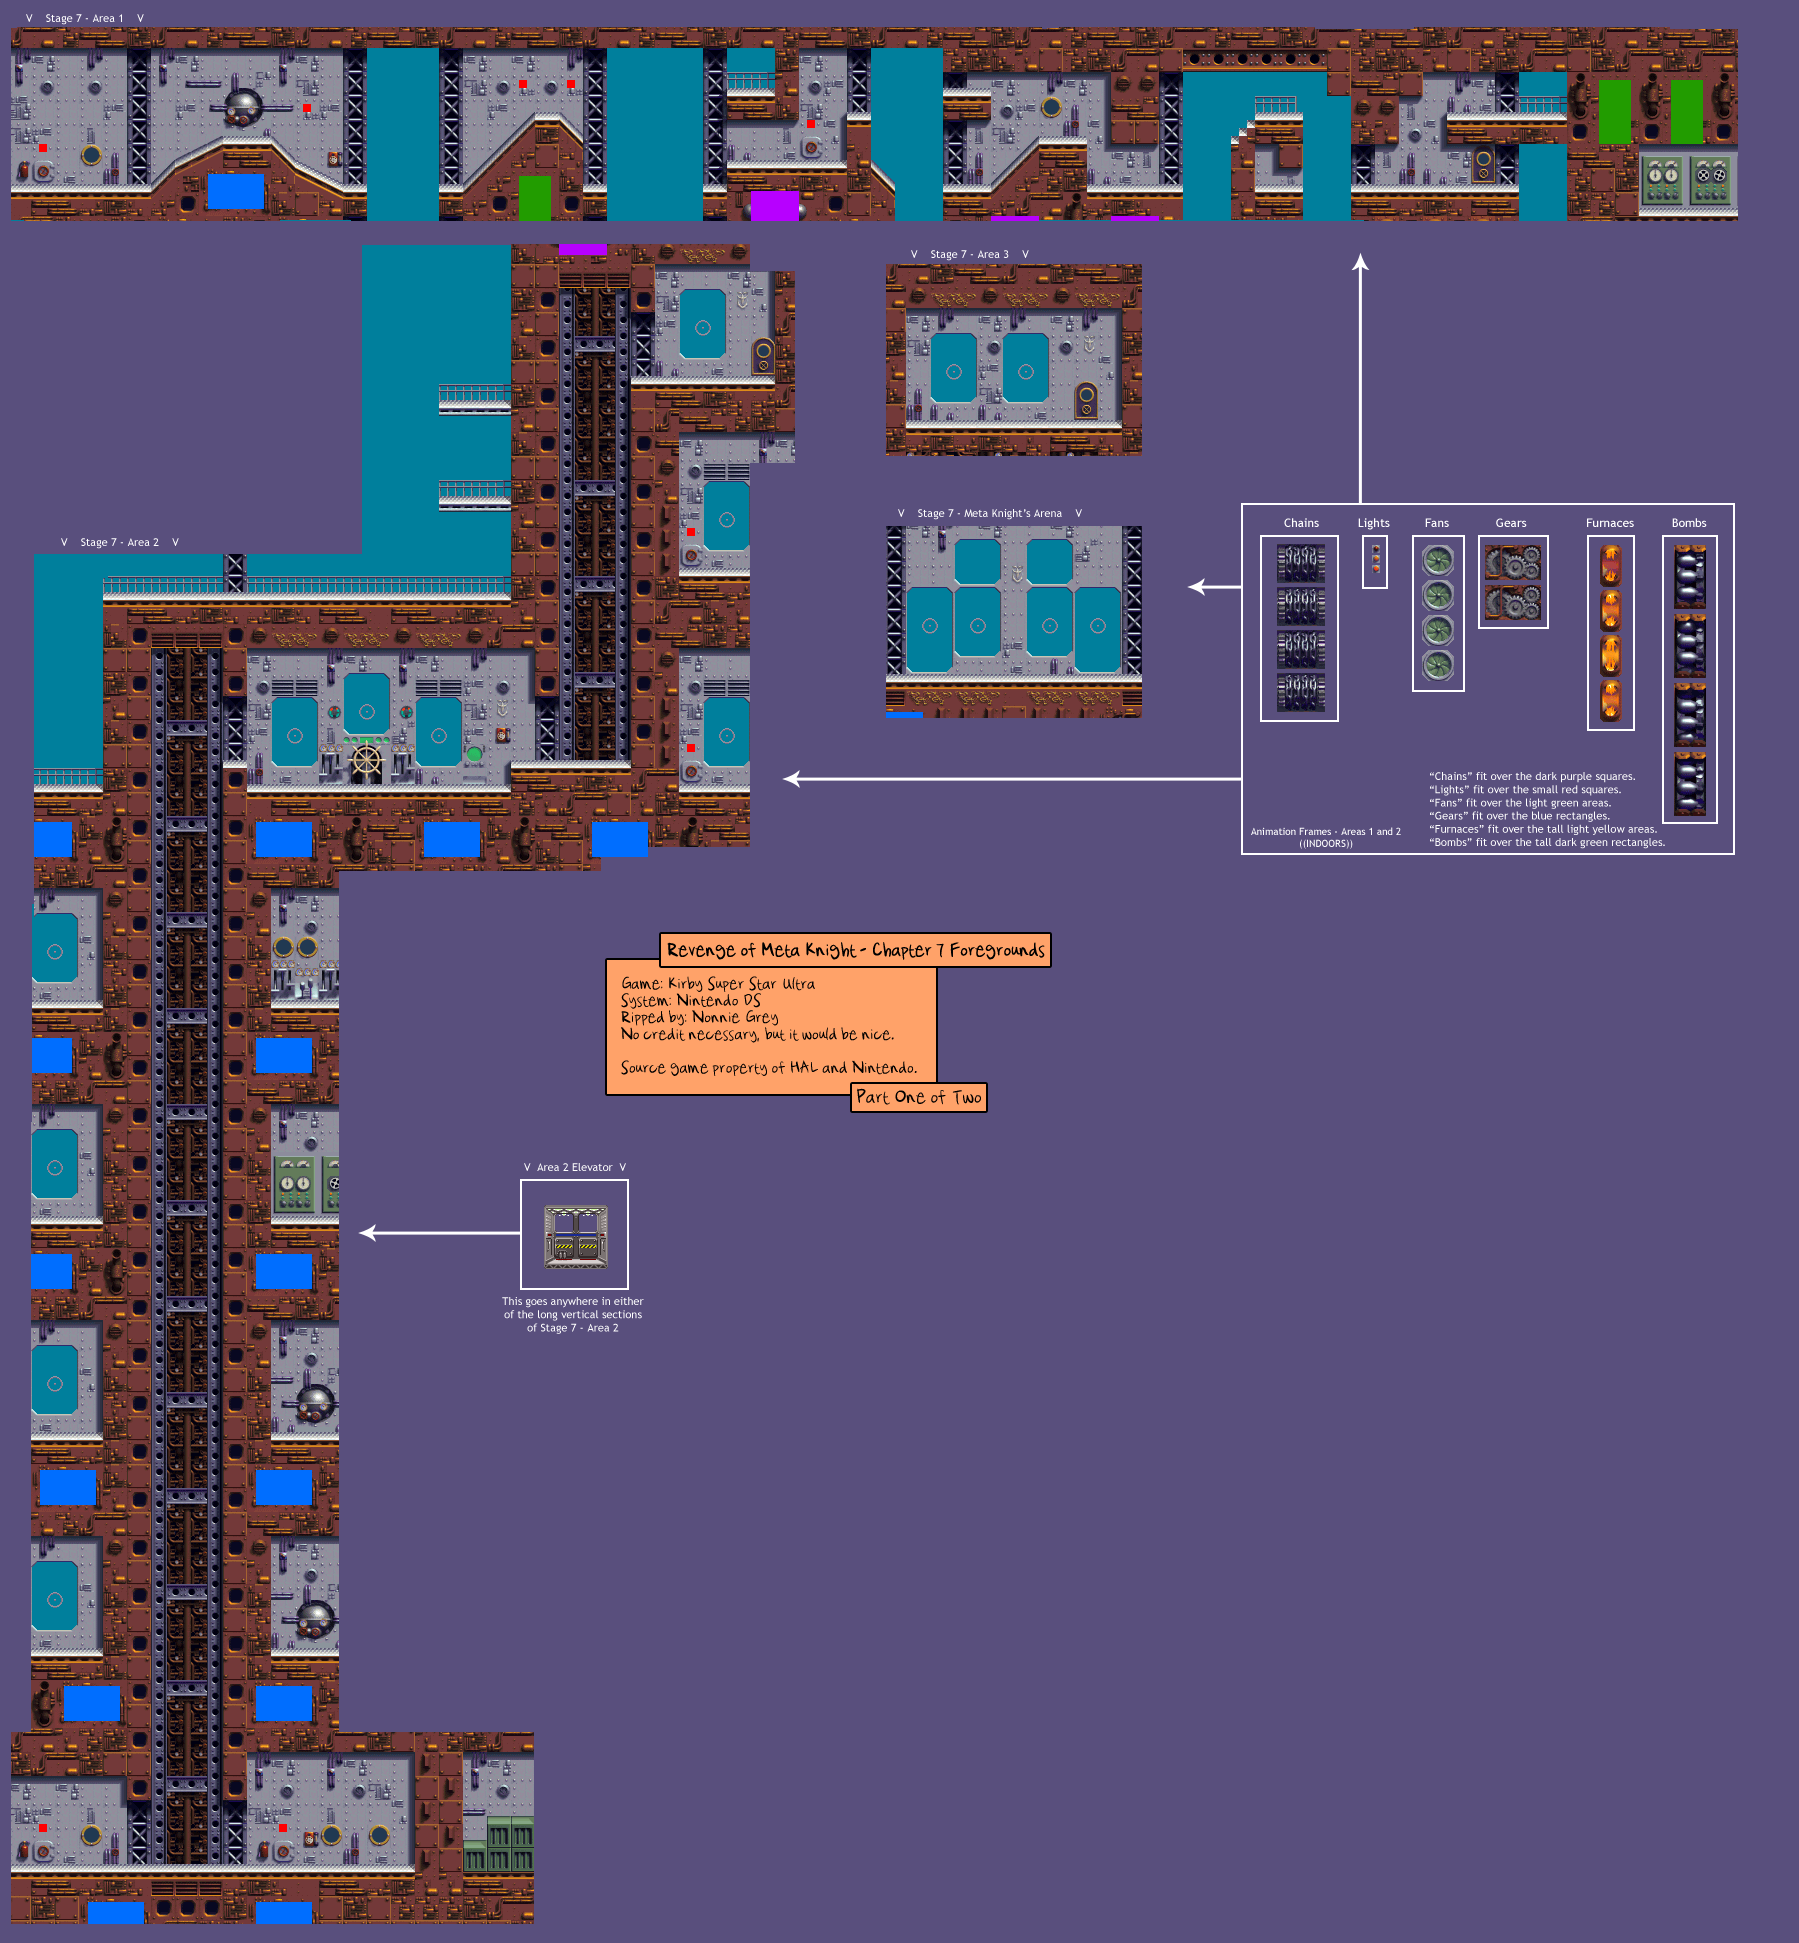 V Stage 7 - Area 1 V
V Stage 7 - Area 3 V
V Stage 7 - Meta Knight's Arena V
V Stage 7 - Area 2 V
Chains Lights Fans Gears Furnaces Bombs
“Chains” fit over the dark purple squares.
“Lights” fit over the small red squares.
“Fans” fit over the light green areas.
“Gears” fit over the blue rectangles.
“Furnaces” fit over the tall light yellow areas.
“Bombs” fit over the tall dark green rectangles.
Animation Frames - Areas 1 and 2
((INDOORS))
Revenge of Meta Knight - Chapter 7 Foregrounds
Game: Kirby Super Star Ultra
System: Nintendo DS
Ripped by: Nonnie Grey
No credit necessary, but it would be nice.
Source game property of HAL and Nintendo.
Part One of Two
V Area 2 Elevator V
This goes anywhere in either
of the long vertical sections
of Stage 7 - Area 2